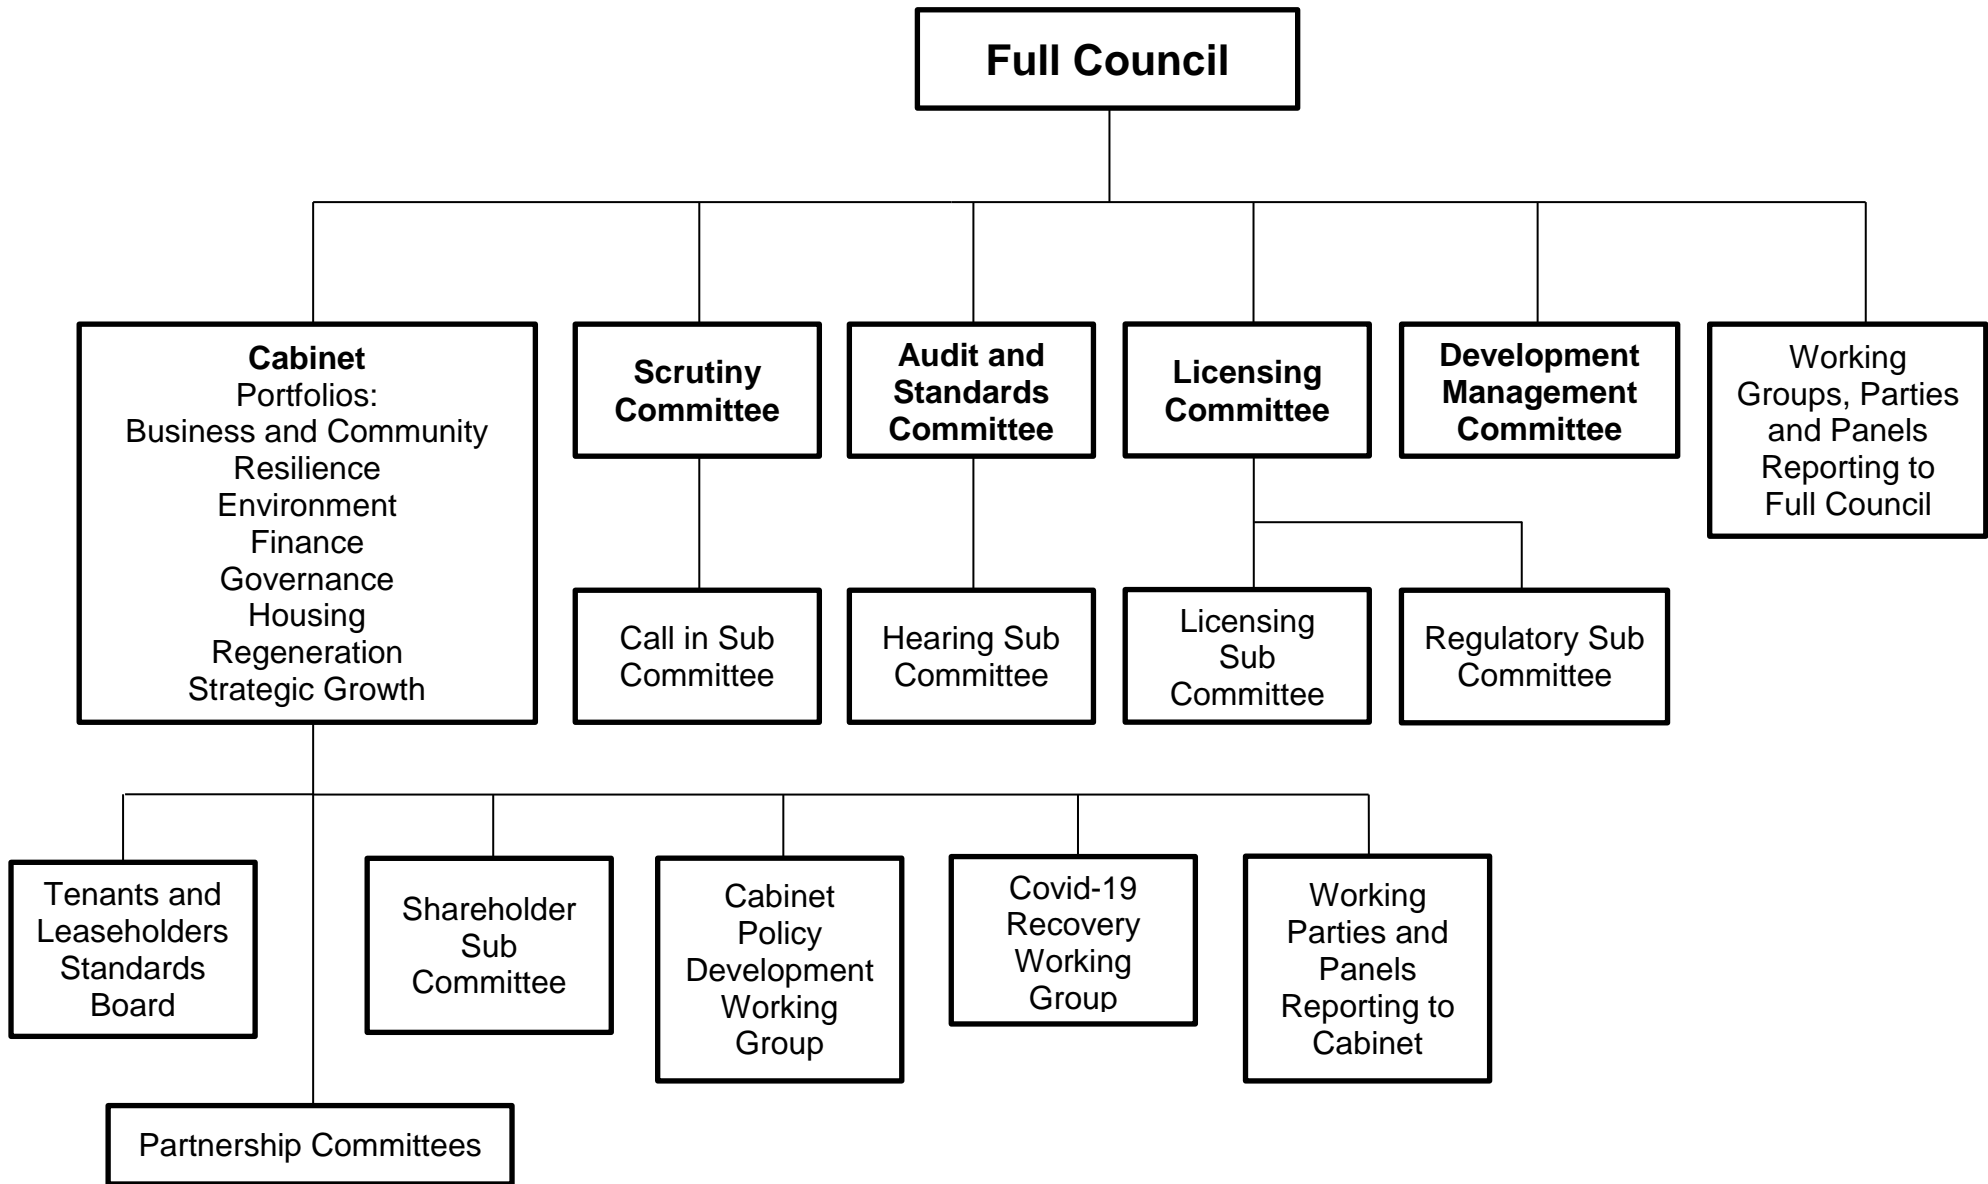 Full Council
Cabinet
Portfolios:
Business and Community
Resilience
Environment
Finance
Governance
Housing
Regeneration
Strategic Growth
Scrutiny
Committee
Audit and
Standards
Committee
Licensing
Committee
Development
Management
Committee
Working
Groups, Parties
and Panels
Reporting to
Full Council
Call in Sub
Committee
Hearing Sub
Committee
Licensing
Sub
Committee
Regulatory Sub
Committee
Tenants and
Leaseholders
Standards
Board
Shareholder
Sub
Committee
Cabinet
Policy
Development
Working
Group
Covid-19
Recovery
Working
Group
Working
Parties and
Panels
Reporting to
Cabinet
Partnership Committees